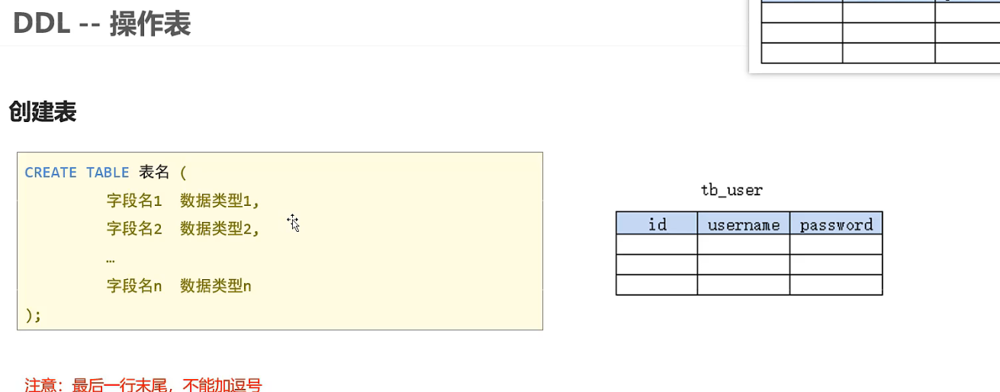 DDL -- 操作表
创建表
CREATE TABLE 表名 (
字段名1 数据类型1,
字段名2 数据类型2,
…
字段名n 数据类型n
);
注意：最后一行末尾，不能加逗号
tb_user
id username password